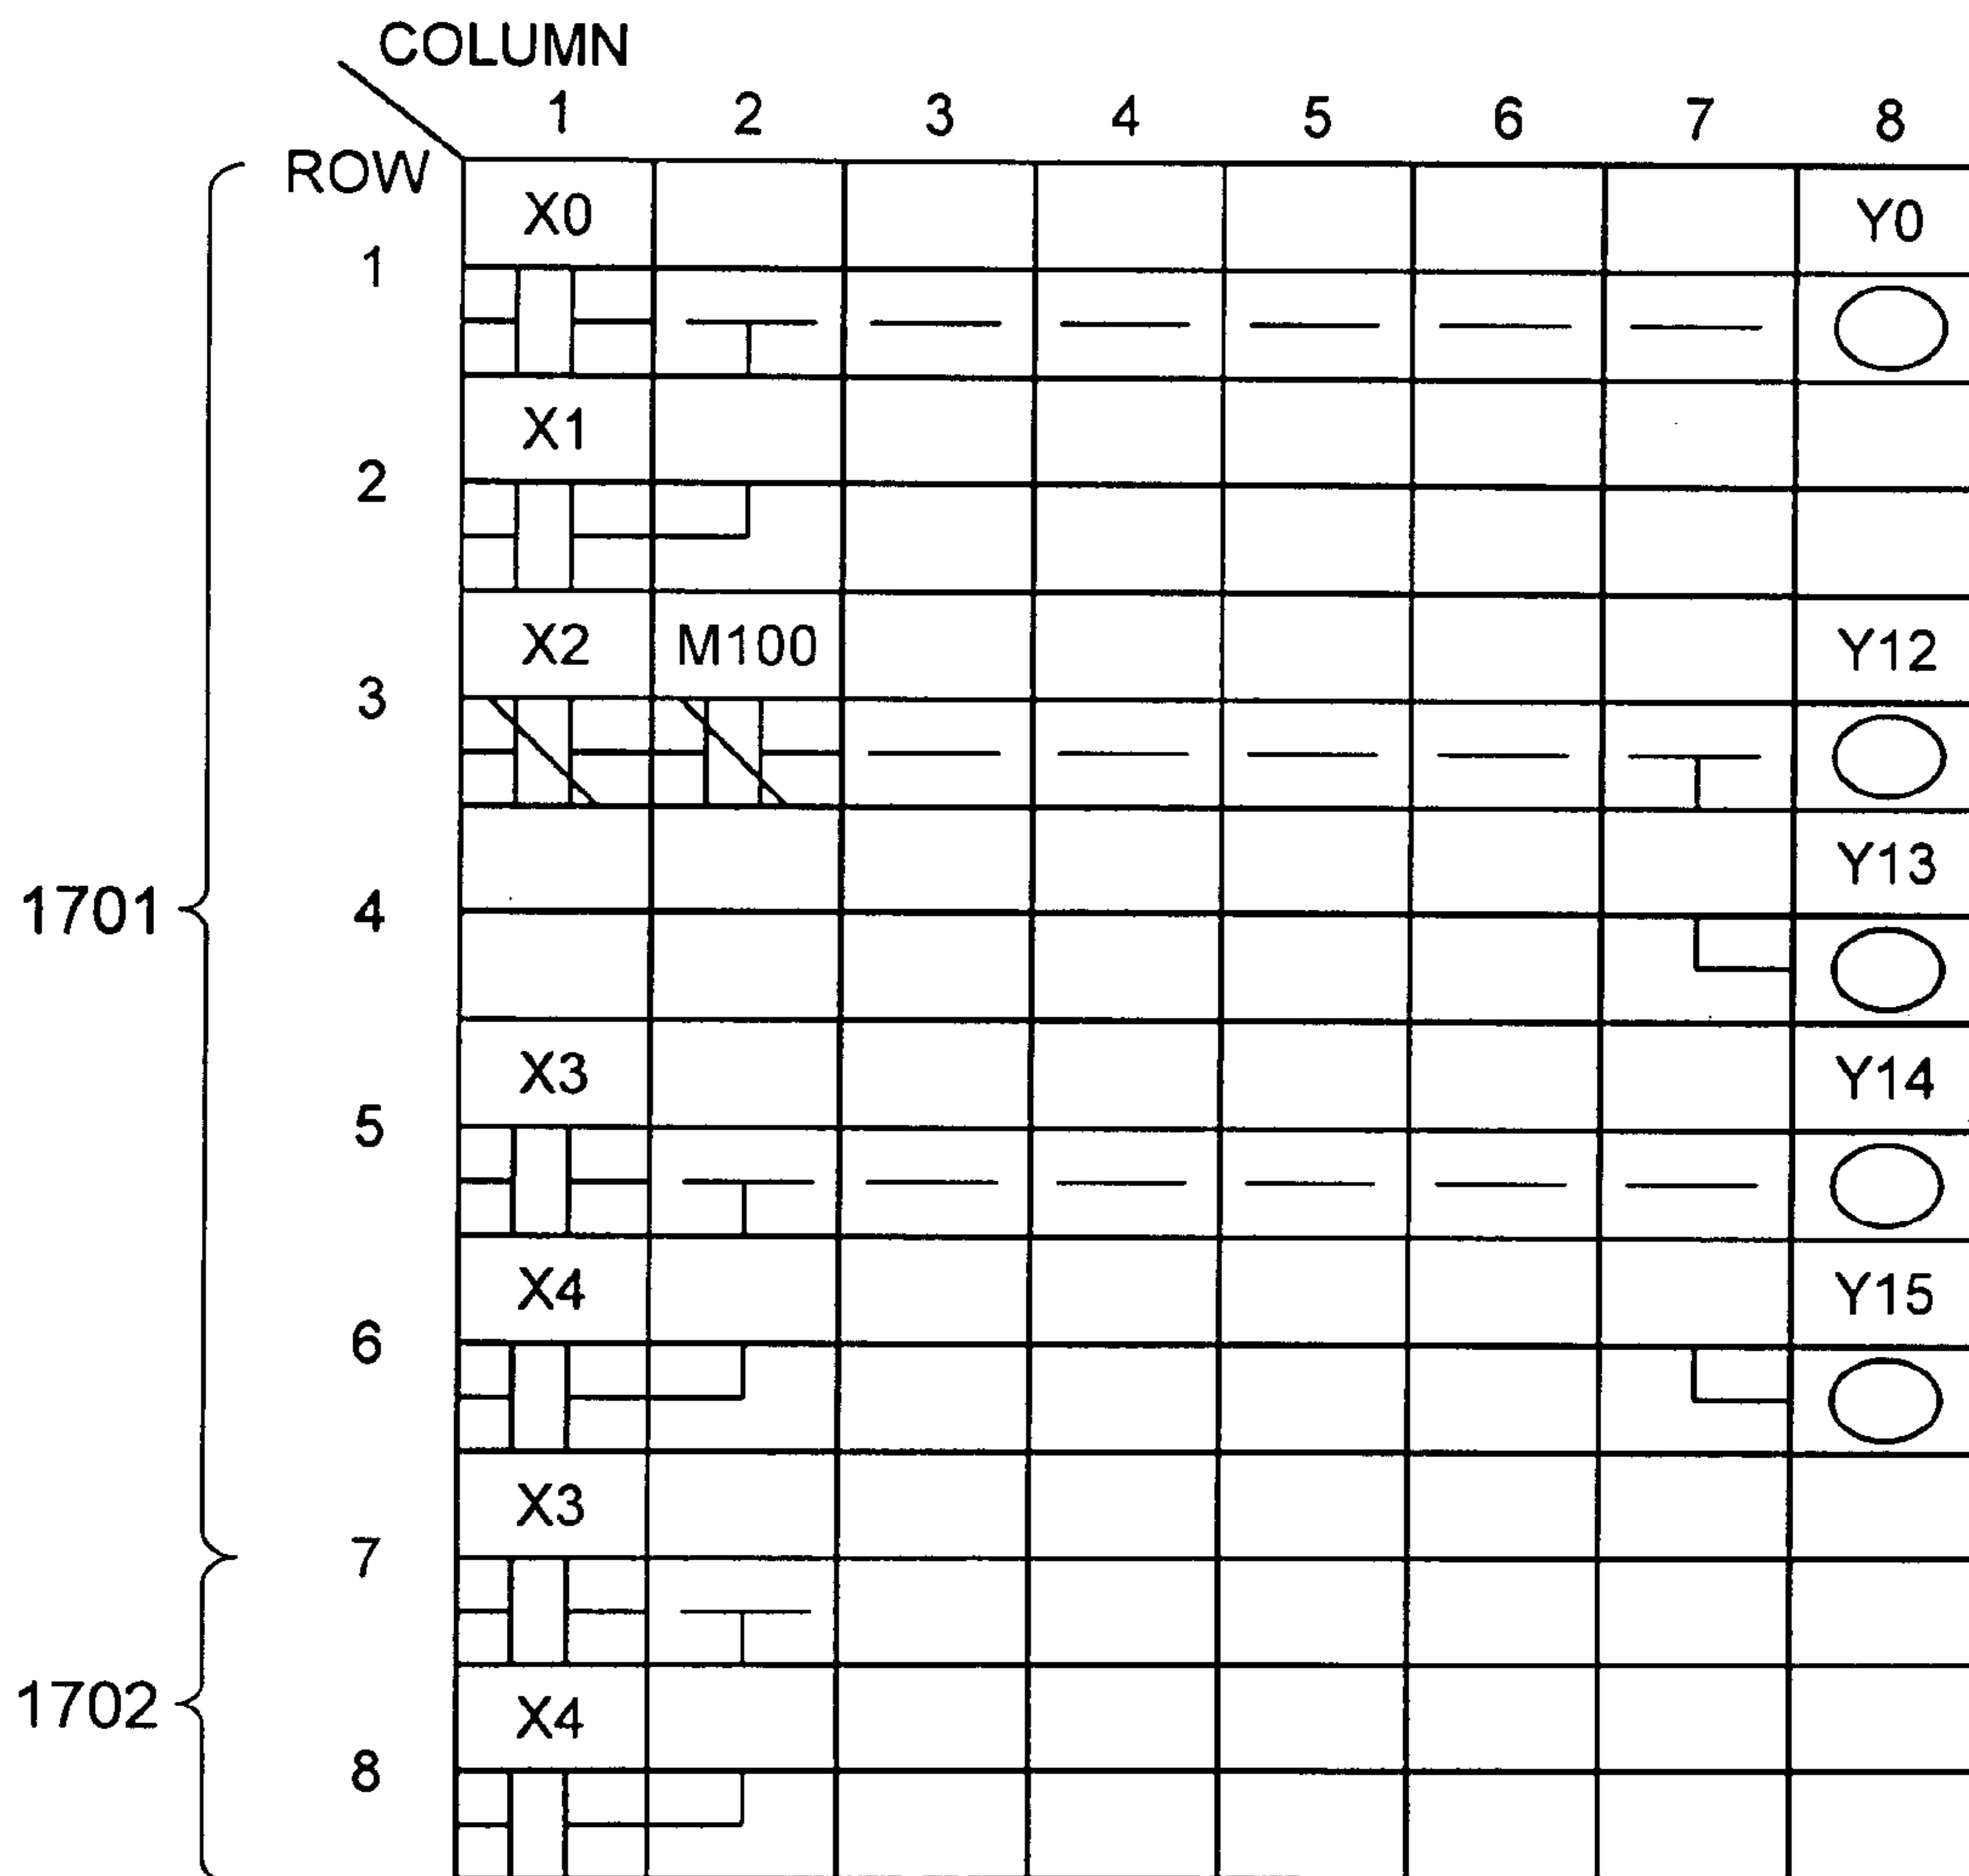 COLUMN
1 2 3 4 5 6 7 8
ROW
X0 Y0
1
X1
2
X2 M100 Y12
3
Y13
1701 4
X3 Y14
5
X4 Y15
6
X3
7
1702 X4
8